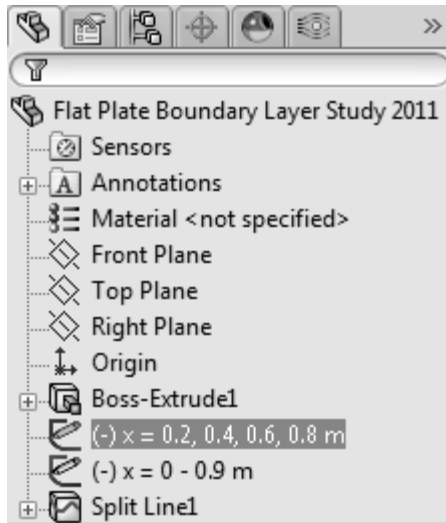 »
Flat Plate Boundary Layer Study 2011
Sensors
A Annotations
Material <not specified>
Front Plane
Top Plane
Right Plane
Origin
Boss-Extrude1
(-) x = 0.2, 0.4, 0.6, 0.8 m
(-) x = 0 - 0.9 m
Split Line1